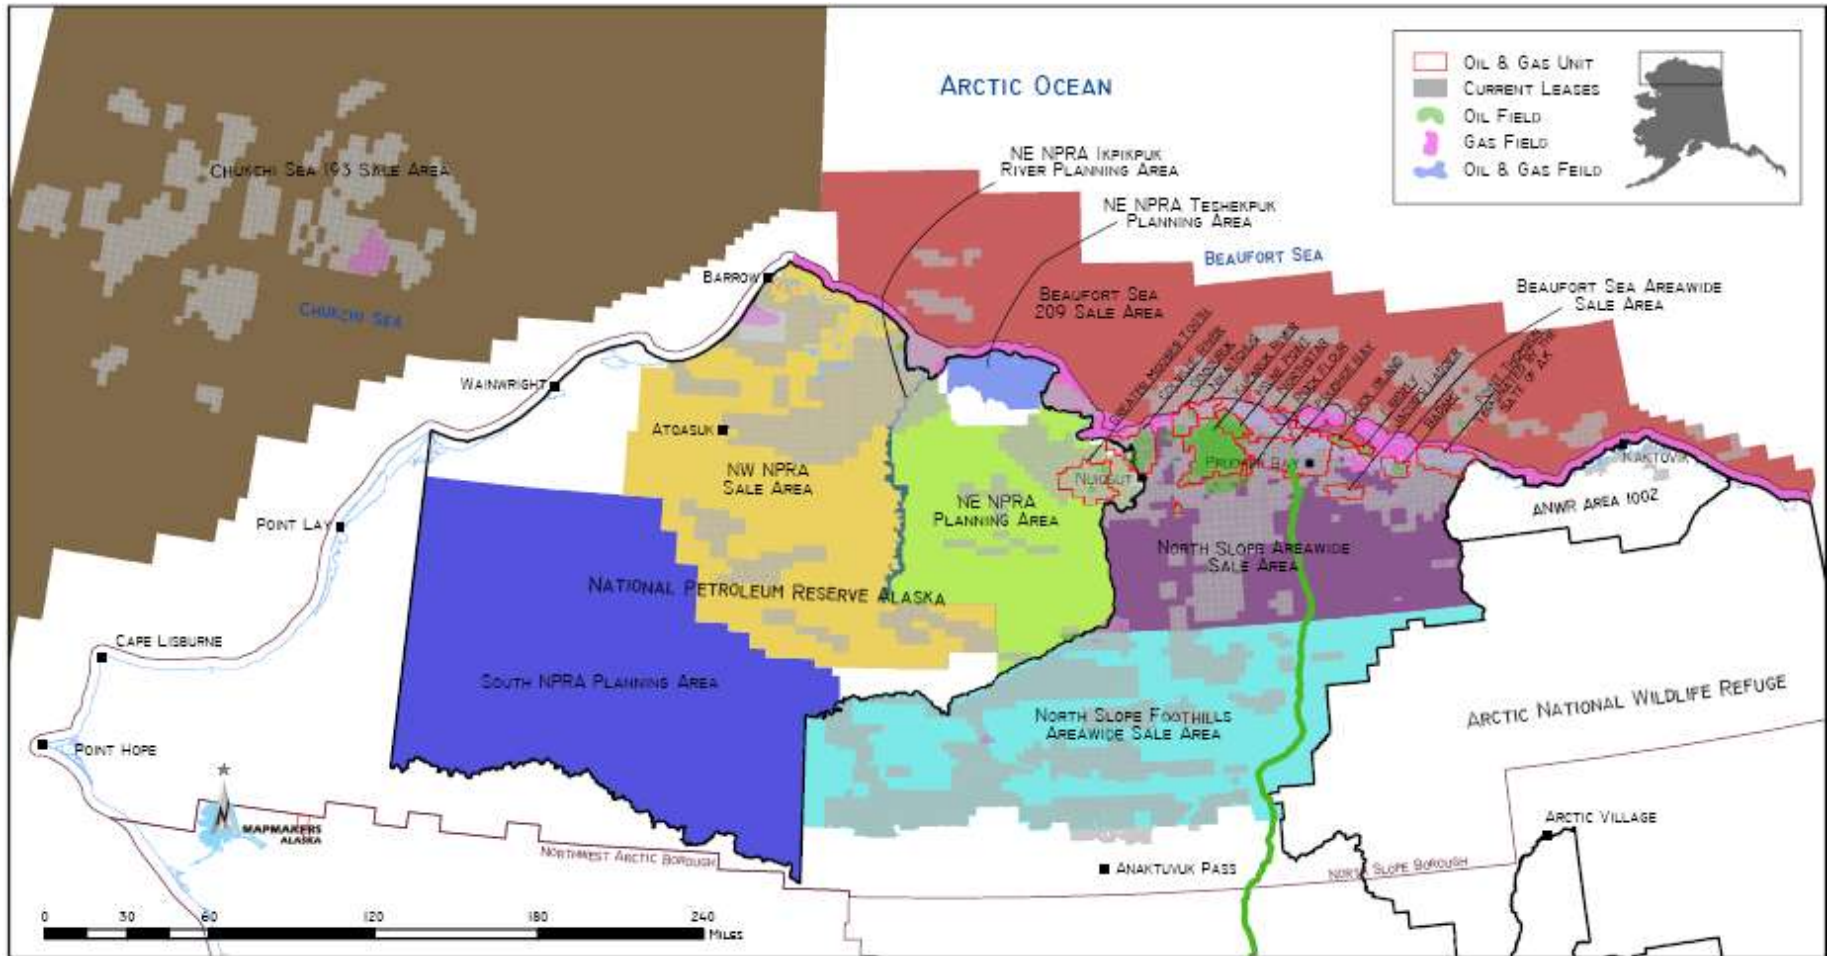 Arctic Ocean
Oil & Gas Unit
Current Leases
Oil Field
Gas Field
Oil & Gas Feild
Chukchi Sea 193 Sale Area
NE NPRA Ikpikpuk
River Planning Area
NE NPRA Teshekpuk
Planning Area
Beaufort Sea
Barrow
Chukchi Sea
Beaufort Sea
209 Sale Area
Beaufort Sea Areawide
Sale Area
Wainwright
Atqasuk
NW NPRA
Sale Area
Nuiqsut
Prudhoe Bay
Kaktovik
ANWR Area 1002
Point Lay
NE NPRA
Planning Area
North Slope Areawide
Sale Area
National Petroleum Reserve Alaska
Cape Lisburne
South NPRA Planning Area
North Slope Foothills
Areawide Sale Area
Arctic National Wildlife Refuge
Point Hope
N
Mapmakers
Alaska
Northwest Arctic Borough
Anaktuvuk Pass
North Slope Borough
Arctic Village
0 30 60 120 180 240
Miles